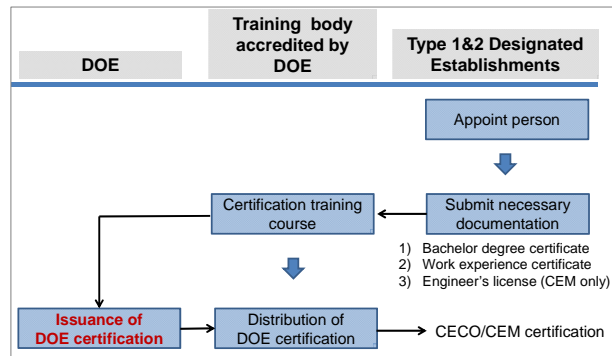 DOE
Training body
accredited by
DOE
Type 1&2 Designated
Establishments
Appoint person
Certification training
course
Submit necessary
documentation
1) Bachelor degree certificate
2) Work experience certificate
3) Engineer's license (CEM only)
Issuance of
DOE certification
Distribution of
DOE certification
CECO/CEM certification